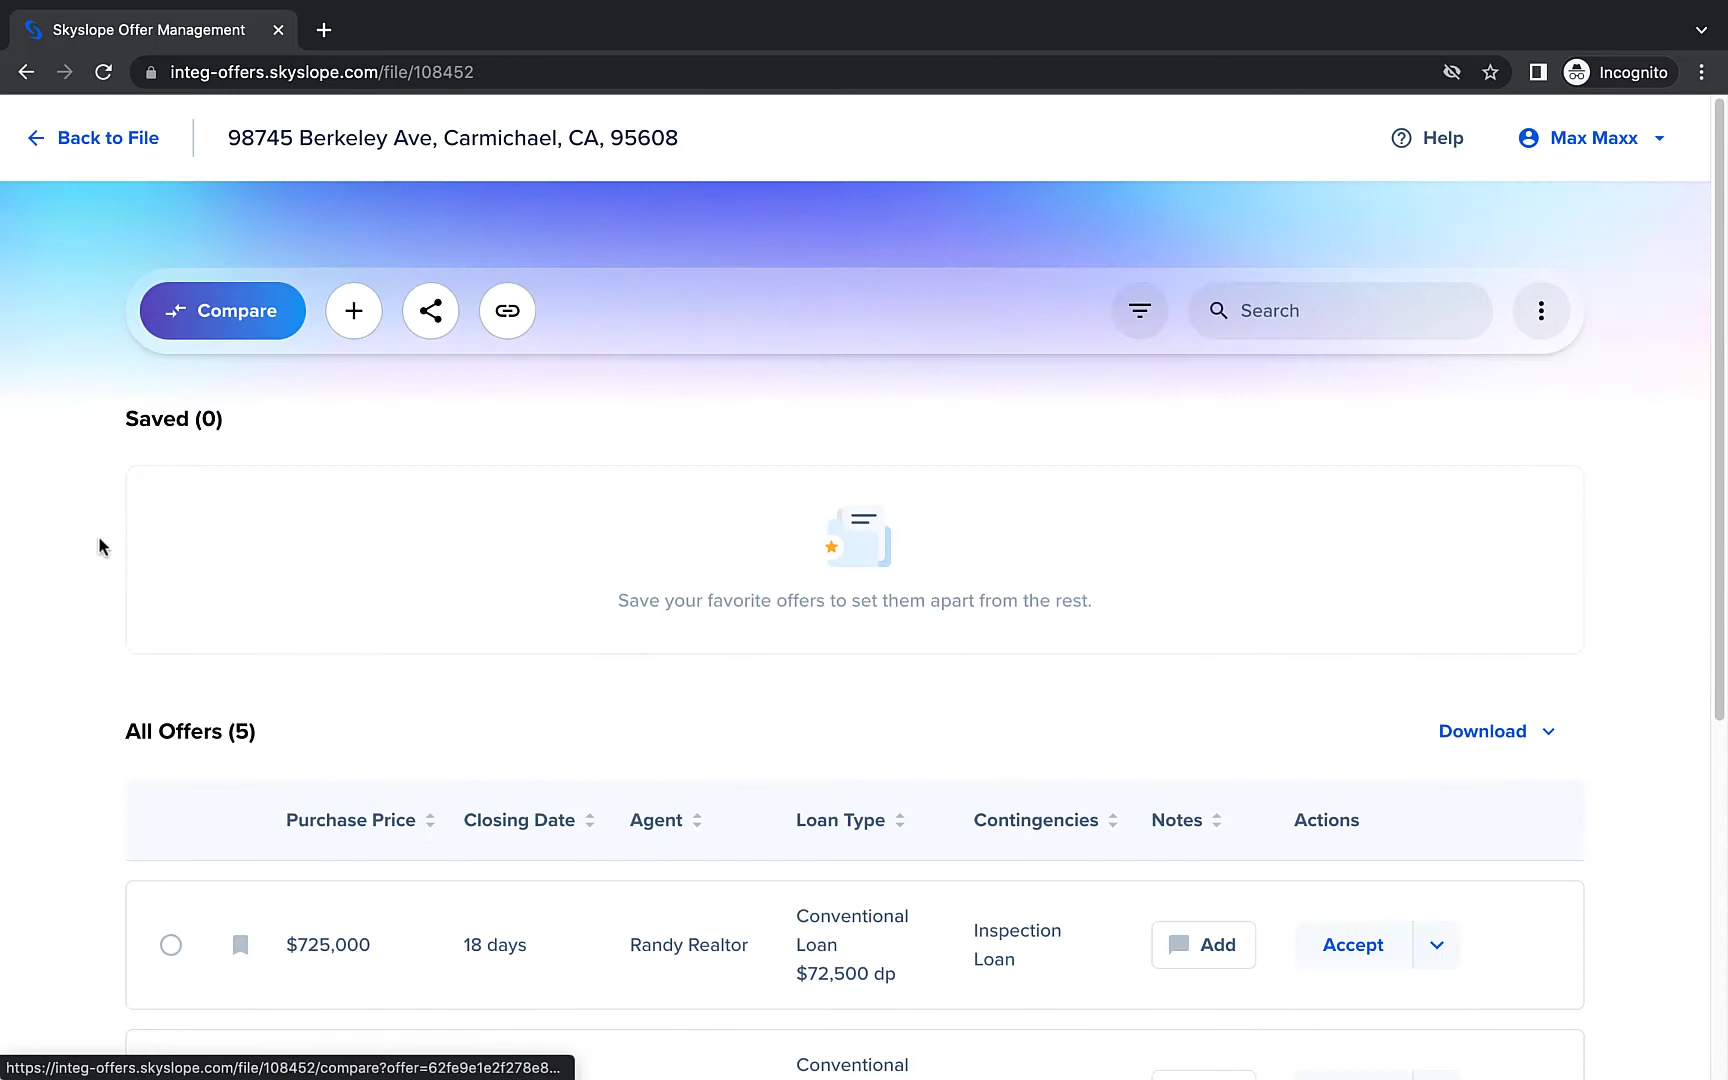 Skyslope Offer Management
integ-offers.skyslope.com/file/108452
Incognito
Back to File
98745 Berkeley Ave, Carmichael, CA, 95608
Help
Max Maxx
Compare
Search
Saved (0)
Save your favorite offers to set them apart from the rest.
All Offers (5)
Download
Purchase Price
Closing Date
Agent
Loan Type
Contingencies
Notes
Actions
$725,000
18 days
Randy Realtor
Conventional
Loan
$72,500 dp
Inspection
Loan
Add
Accept
Conventional
https://integ-offers.skyslope.com/file/108452/compare?offer=62fe9e1e2f278e8...